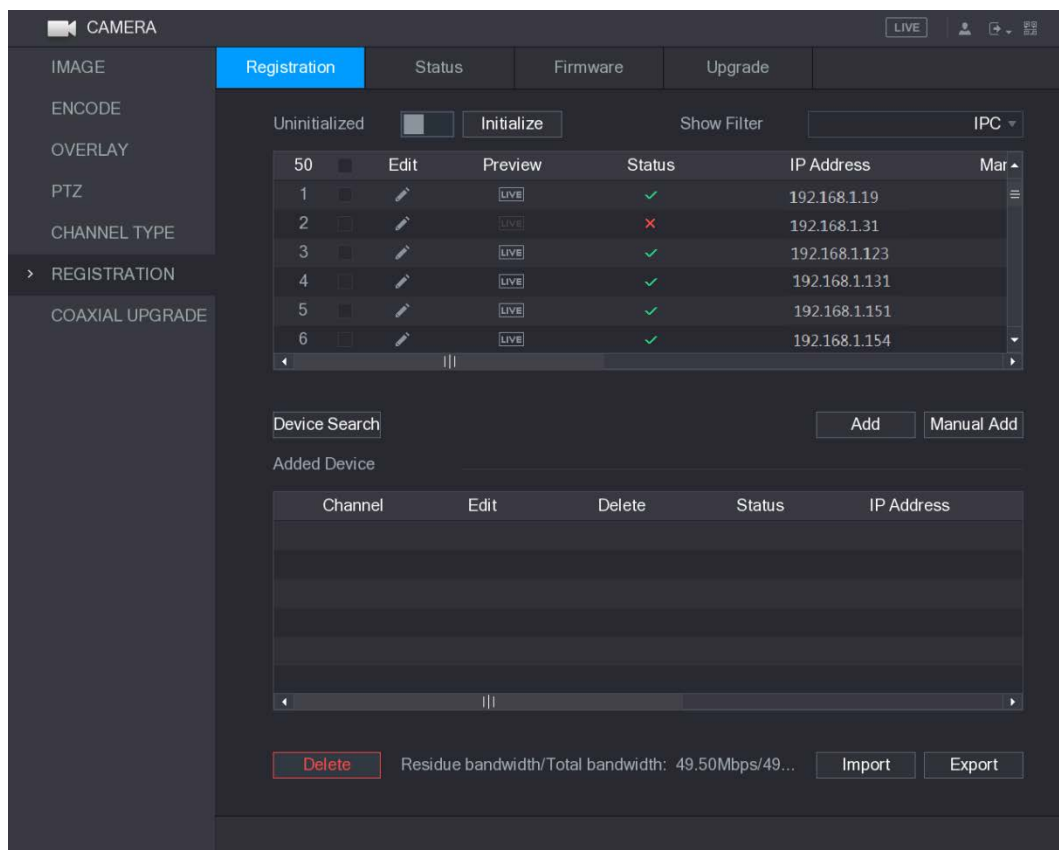 CAMERA LIVE
IMAGE
ENCODE
OVERLAY
PTZ
CHANNEL TYPE
REGISTRATION
COAXIAL UPGRADE
Registration Status Firmware Upgrade
Uninitialized Initialize Show Filter IPC
50 Edit Preview Status IP Address Mar
1 LIVE 192.168.1.19
2 LIVE 192.168.1.31
3 LIVE 192.168.1.123
4 LIVE 192.168.1.131
5 LIVE 192.168.1.151
6 LIVE 192.168.1.154
Device Search Add Manual Add
Added Device
Channel Edit Delete Status IP Address
Delete Residue bandwidth/Total bandwidth: 49.50Mbps/49... Import Export